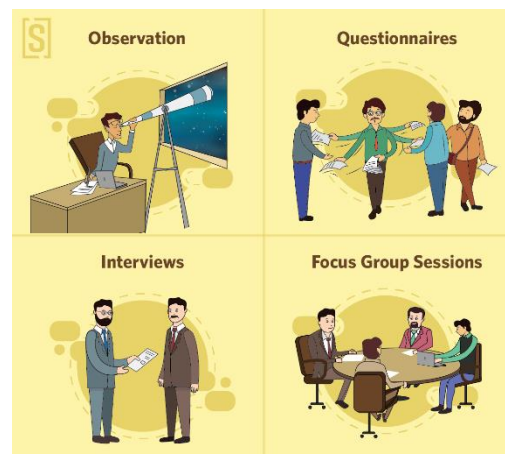 [S]
Observation
Questionnaires
Interviews
Focus Group Sessions